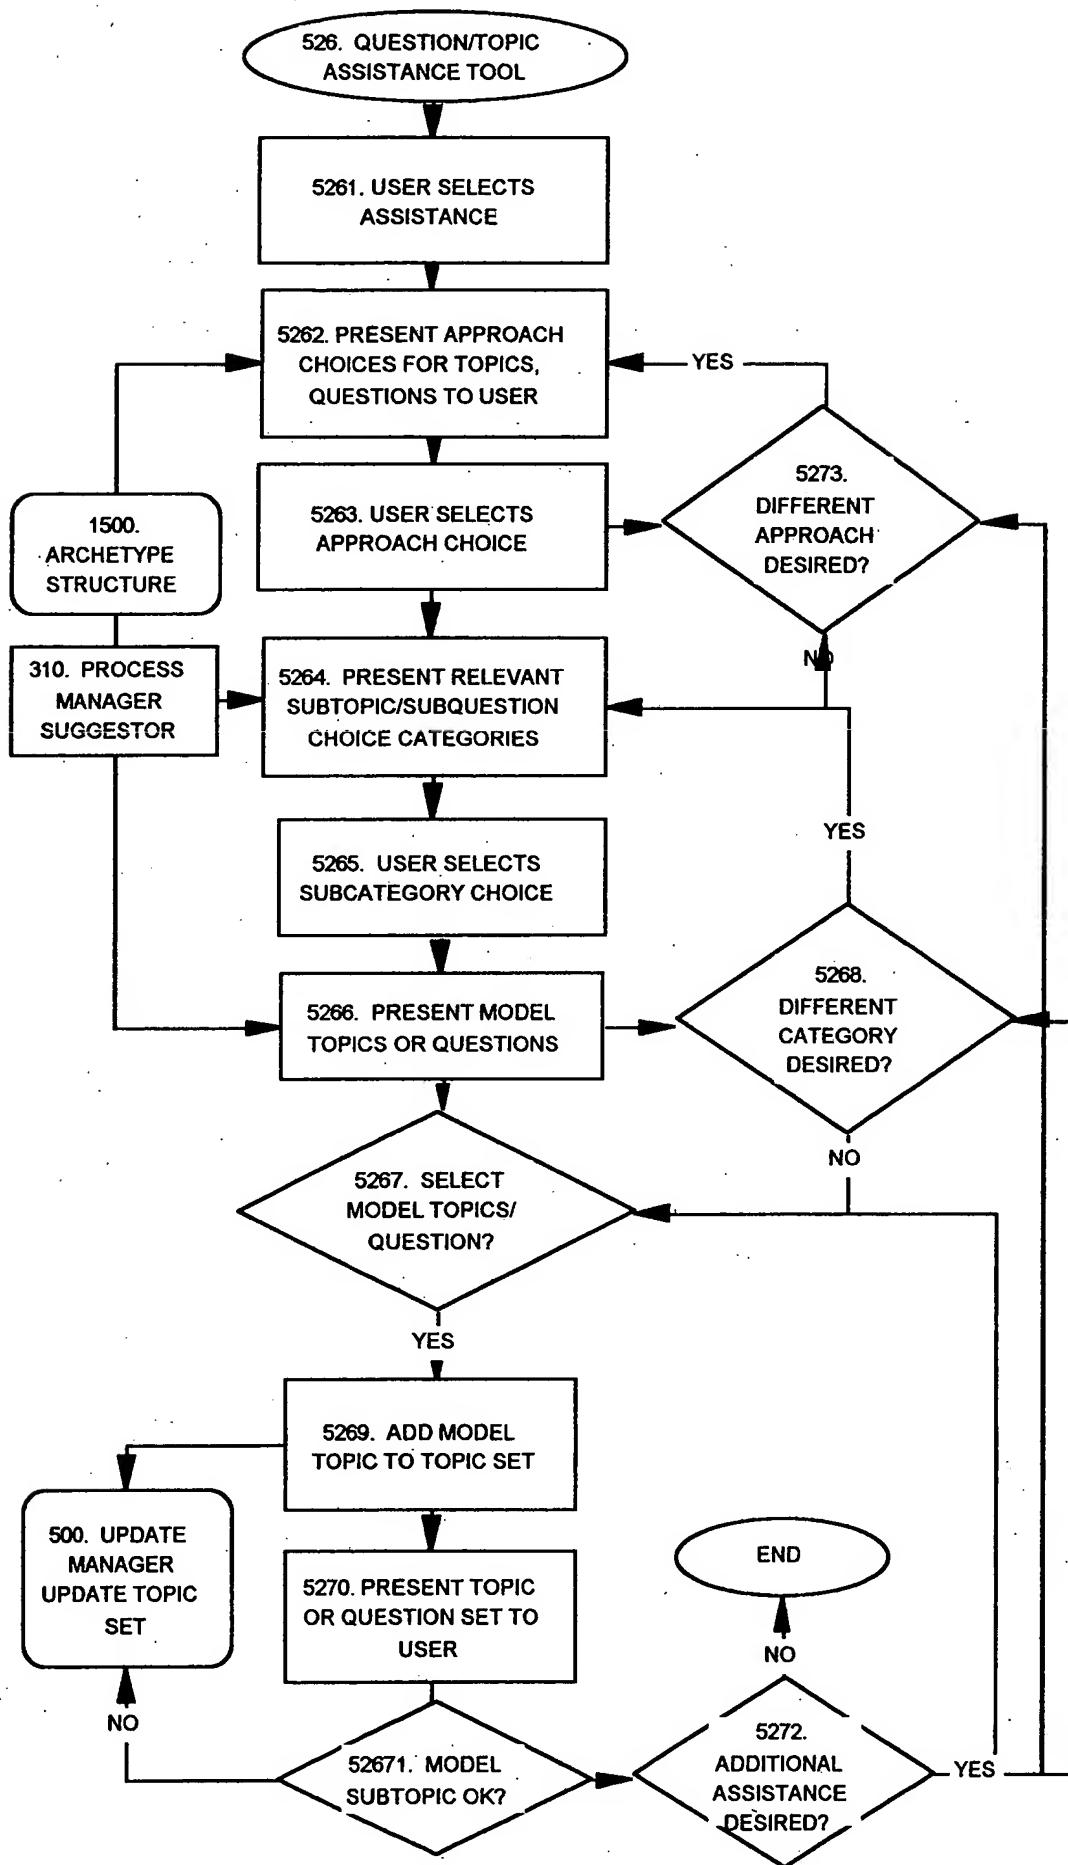 526. QUESTION/TOPIC
ASSISTANCE TOOL
5261. USER SELECTS
ASSISTANCE
5262. PRESENT APPROACH
CHOICES FOR TOPICS,
QUESTIONS TO USER
YES
5273.
DIFFERENT
APPROACH
DESIRED?
5263. USER SELECTS
APPROACH CHOICE
1500.
ARCHETYPE
STRUCTURE
NO
310. PROCESS
MANAGER
SUGGESTOR
5264. PRESENT RELEVANT
SUBTOPIC/SUBQUESTION
CHOICE CATEGORIES
YES
5265. USER SELECTS
SUBCATEGORY CHOICE
5268.
DIFFERENT
CATEGORY
DESIRED?
5266. PRESENT MODEL
TOPICS OR QUESTIONS
NO
5267. SELECT
MODEL TOPICS/
QUESTION?
YES
5269. ADD MODEL
TOPIC TO TOPIC SET
500. UPDATE
MANAGER
UPDATE TOPIC
SET
END
5270. PRESENT TOPIC
OR QUESTION SET TO
USER
NO
NO
52671. MODEL
SUBTOPIC OK?
5272.
ADDITIONAL
ASSISTANCE
DESIRED?
YES